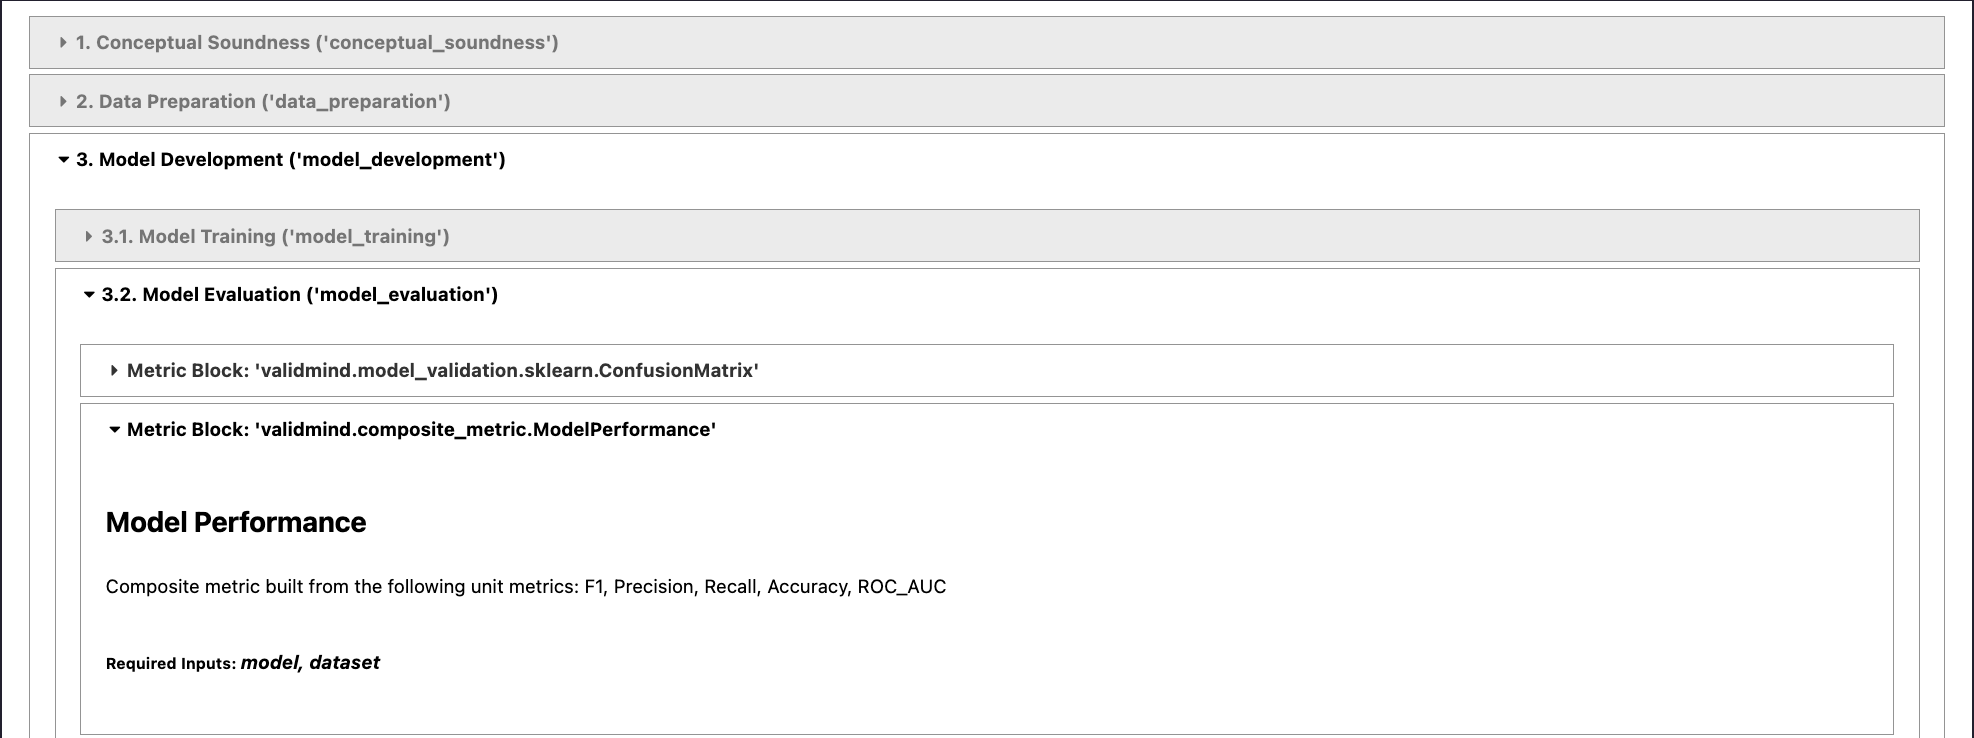 1. Conceptual Soundness ('conceptual_soundness')
2. Data Preparation ('data_preparation')
3. Model Development ('model_development')
3.1. Model Training ('model_training')
3.2. Model Evaluation ('model_evaluation')
Metric Block: 'validmind.model_validation.sklearn.ConfusionMatrix'
Metric Block: 'validmind.composite_metric.ModelPerformance'
Model Performance
Composite metric built from the following unit metrics: F1, Precision, Recall, Accuracy, ROC_AUC
Required Inputs: model, dataset